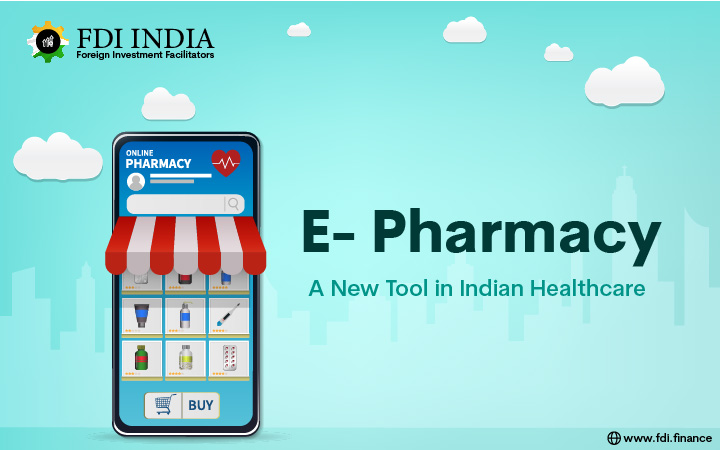 FDI INDIA
Foreign Investment Facilitators
ONLINE
PHARMACY
E- Pharmacy
A New Tool in Indian Healthcare
BUY
www.fdi.finance